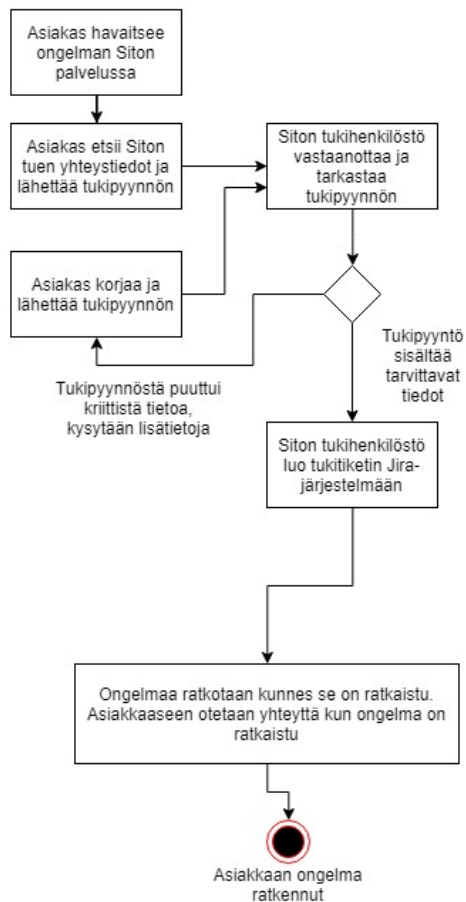 Asiakas havaitsee
ongelman Siton
palvelussa
Asiakas etsii Siton
tuen yhteystiedot ja
lähettää tukipyynnön
Siton tukihenkilöstö
vastaanottaa ja
tarkastaa
tukipyynnön
Asiakas korjaa ja
lähettää tukipyynnön
Tukipyyntö
sisältää
tarvittavat
tiedot
Tukipyynnöstä puuttui
kriittistä tietoa,
kysytään lisätietoja
Siton tukihenkilöstö
luo tukitiketin Jira-
järjestelmään
Ongelmaa ratkotaan kunnes se on ratkaistu.
Asiakkaaseen otetaan yhteyttä kun ongelma on
ratkaistu
Asiakkaan ongelma
ratkennut